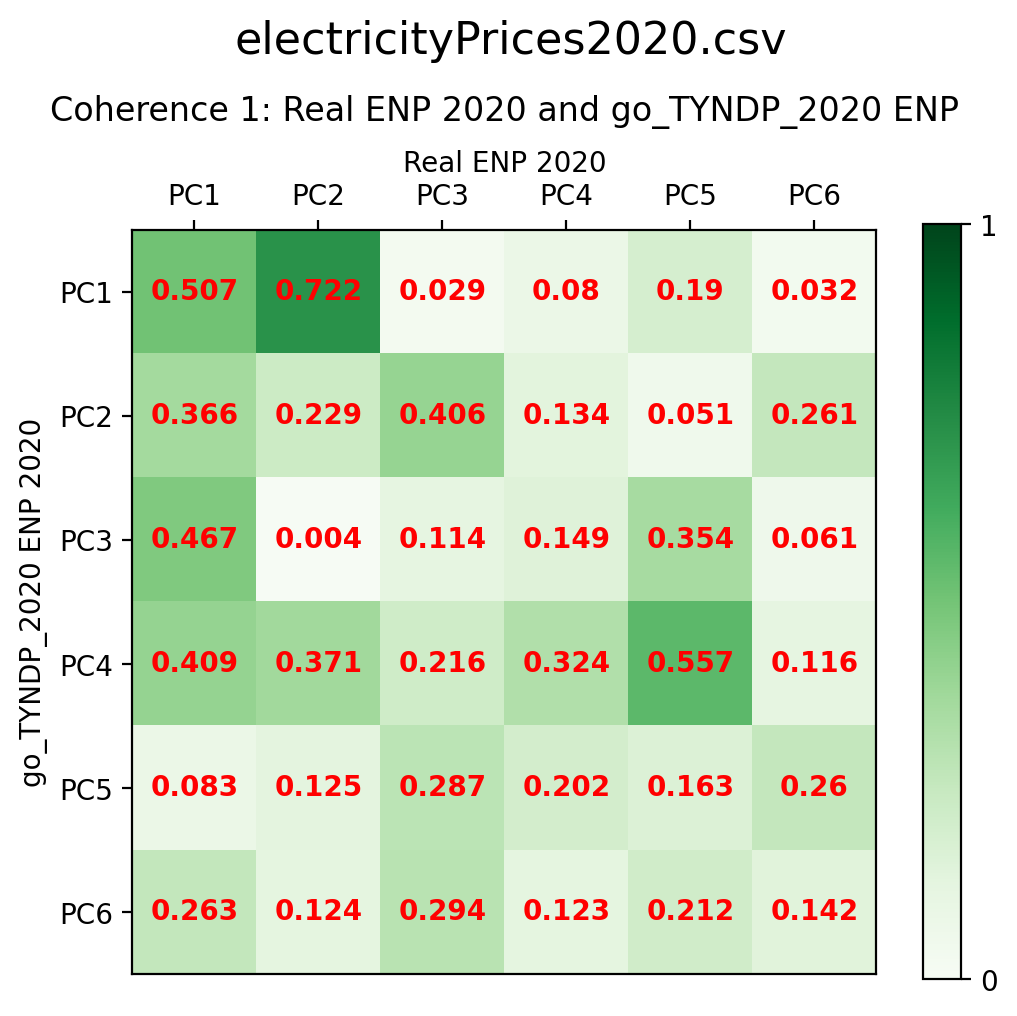 electricityPrices2020.csv
Coherence 1: Real ENP 2020 and go_TYNDP_2020 ENP
Real ENP 2020
PC1 PC2 PC3 PC4 PC5 PC6
1
PC1 0.507 0.722 0.029 0.08 0.19 0.032
PC2 0.366 0.229 0.406 0.134 0.051 0.261
PC3 0.467 0.004 0.114 0.149 0.354 0.061
PC4 0.409 0.371 0.216 0.324 0.557 0.116
PC5 0.083 0.125 0.287 0.202 0.163 0.26
PC6 0.263 0.124 0.294 0.123 0.212 0.142
0
go_TYNDP_2020 ENP 2020